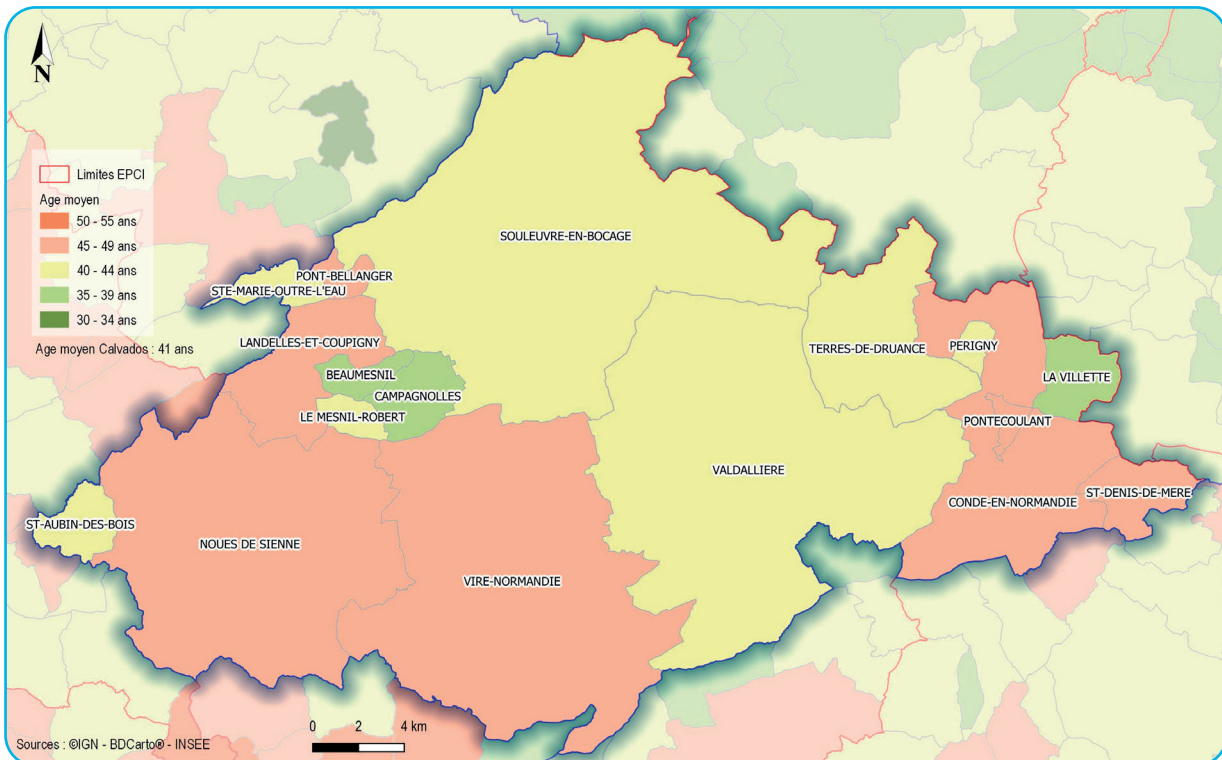 N
Limites EPCI
Age moyen
50 - 55 ans
45 - 49 ans
40 - 44 ans
35 - 39 ans
30 - 34 ans
Age moyen Calvados : 41 ans
SOULEUVRE-EN-BOCAGE
PONT-BELLANGER
STE-MARIE-OUTRE-L'EAU
LANDELLES-ET-COUPIGNY
BEAUMESNIL
CAMPAGNOLLES
LE MESNIL-ROBERT
TERRES-DE-DRUANCE
PERIGNY
LA VILLETTE
PONTECOULANT
VALDALLIERE
CONDE-EN-NORMANDIE
ST-DENIS-DE-MERE
ST-AUBIN-DES-BOIS
NOUES DE SIENNE
VIRE-NORMANDIE
0 2 4 km
Sources : ©IGN - BDCarto® - INSEE